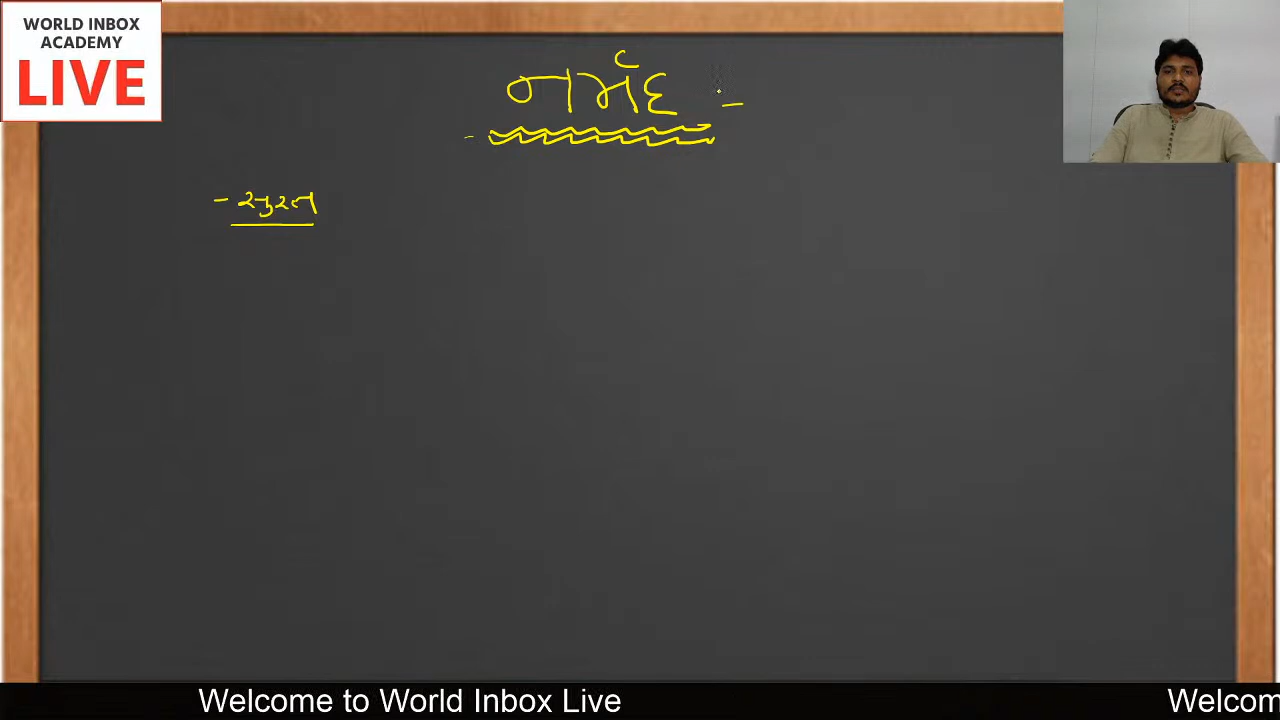 WORLD INBOX
ACADEMY
LIVE
નર્મદ -
- સુરત
Welcome to World Inbox Live
Welcom